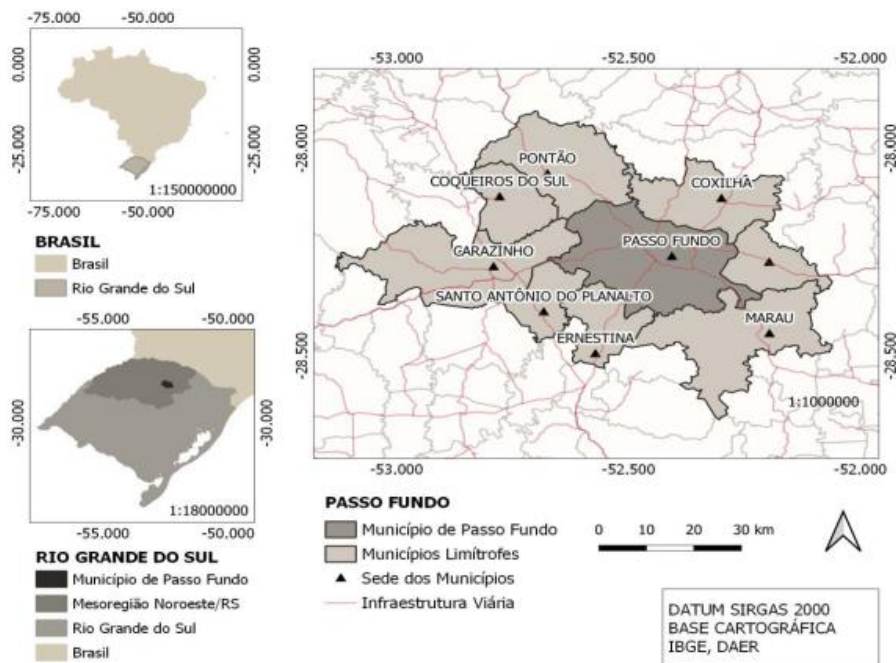 -75.000 -50.000
0.000
0.000
-25.000
-25.000
1:150000000
-75.000 -50.000
BRASIL
Brasil
Rio Grande do Sul
-55.000 -50.000
-30.000
-30.000
1:18000000
-55.000 -50.000
RIO GRANDE DO SUL
Município de Passo Fundo
Mesoregião Noroeste/RS
Rio Grande do Sul
Brasil
-53.000 -52.500 -52.000
-28.000
-28.000
PONTÃO
COQUEIROS DO SUL
COXILHA
CARAZINHO
PASSO FUNDO
SANTO ANTÔNIO DO PLANALTO
MARAU
ERNESTINA
-28.500
-28.500
1:1000000
-53.000 -52.500 -52.000
PASSO FUNDO
Município de Passo Fundo
Municípios Limítrofes
Sede dos Municípios
Infraestrutura Viária
0 10 20 30 km
DATUM SIRGAS 2000
BASE CARTOGRÁFICA
IBGE, DAER